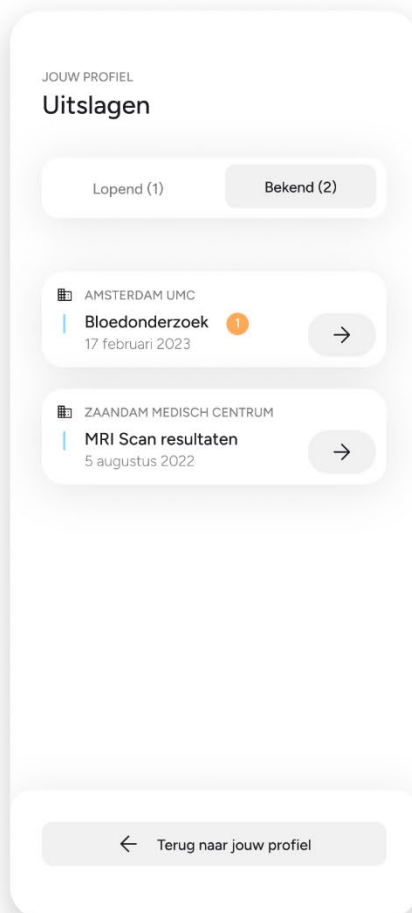 JOUW PROFIEL
Uitslagen
Lopend (1)
Bekend (2)
AMSTERDAM UMC
Bloedonderzoek 1
17 februari 2023
ZAANDAM MEDISCH CENTRUM
MRI Scan resultaten
5 augustus 2022
Terug naar jouw profiel